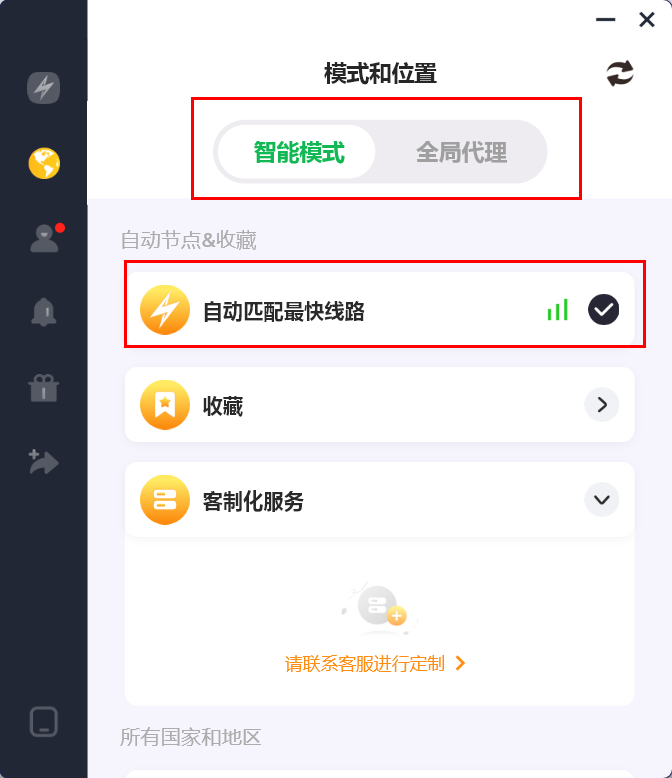 模式和位置
智能模式
全局代理
自动节点&收藏
自动匹配最快线路
收藏
客制化服务
请联系客服进行定制
所有国家和地区